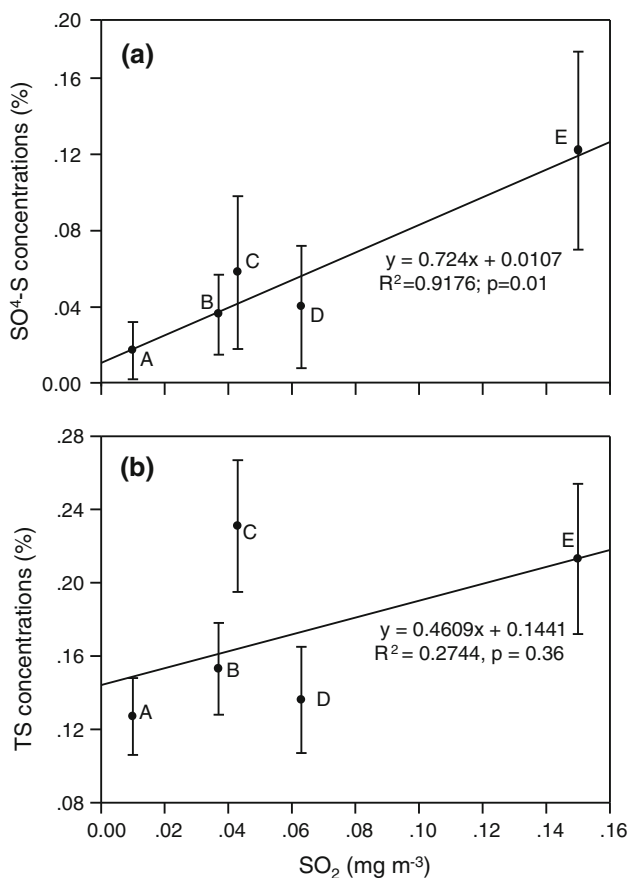 .20
(a)
.16
.12
.08
.04
0.00
SO⁴-S concentrations (%)
A
B
C
D
E
y = 0.724x + 0.0107
R²=0.9176; p=0.01
.28
(b)
.24
.20
.16
.12
.08
TS concentrations (%)
A
B
C
D
E
y = 0.4609x + 0.1441
R² = 0.2744, p = 0.36
0.00 .02 .04 .06 .08 .10 .12 .14 .16
SO₂ (mg m⁻³)